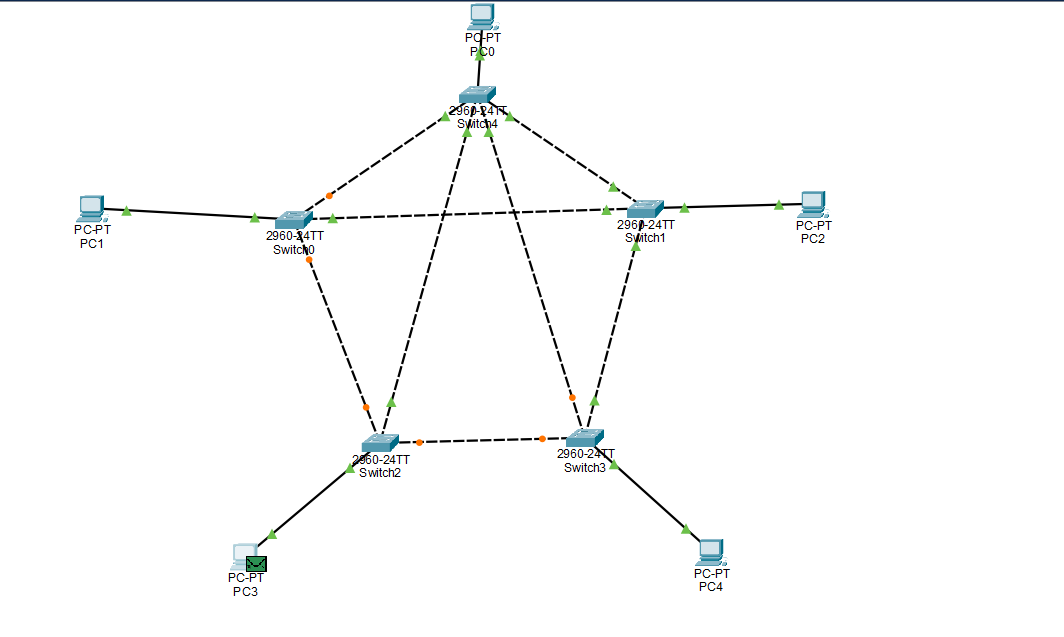 PC-PT
PC0
2960-24TT
Switch4
PC-PT
PC1
2960-24TT
Switch0
2960-24TT
Switch1
PC-PT
PC2
2960-24TT
Switch2
2960-24TT
Switch3
PC-PT
PC3
PC-PT
PC4